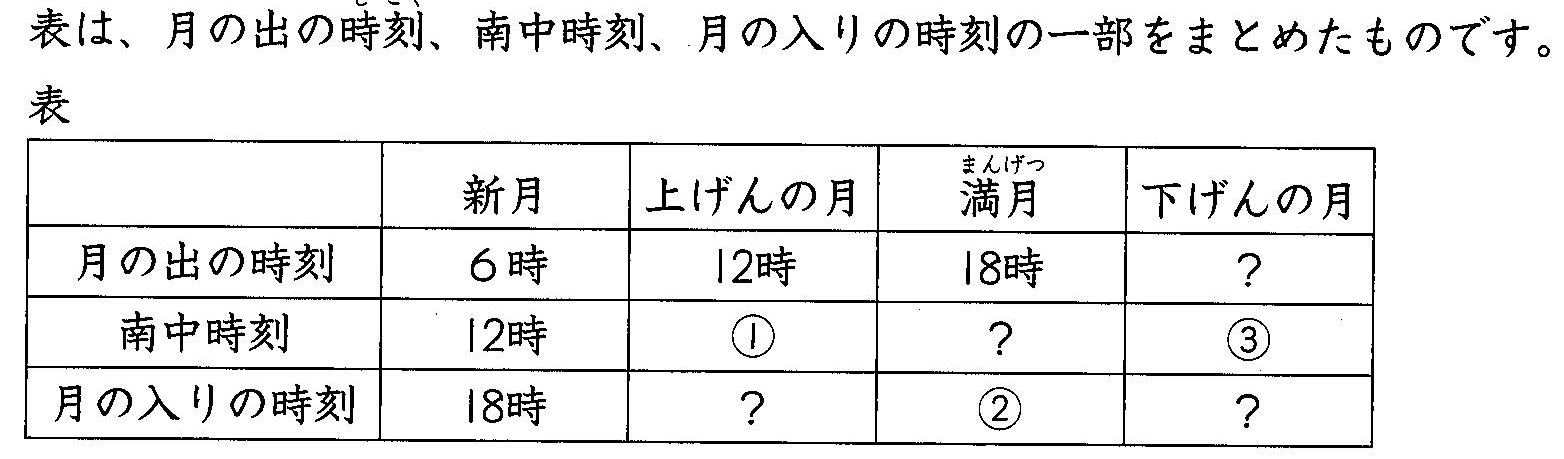 表は、月の出の時刻、南中時刻、月の入りの時刻の一部をまとめたものです。
表
新月 上げんの月 満月 下げんの月
まんげつ
月の出の時刻 6時 12時 18時 ?
南中時刻 12時 ① ? ③
月の入りの時刻 18時 ? ② ?